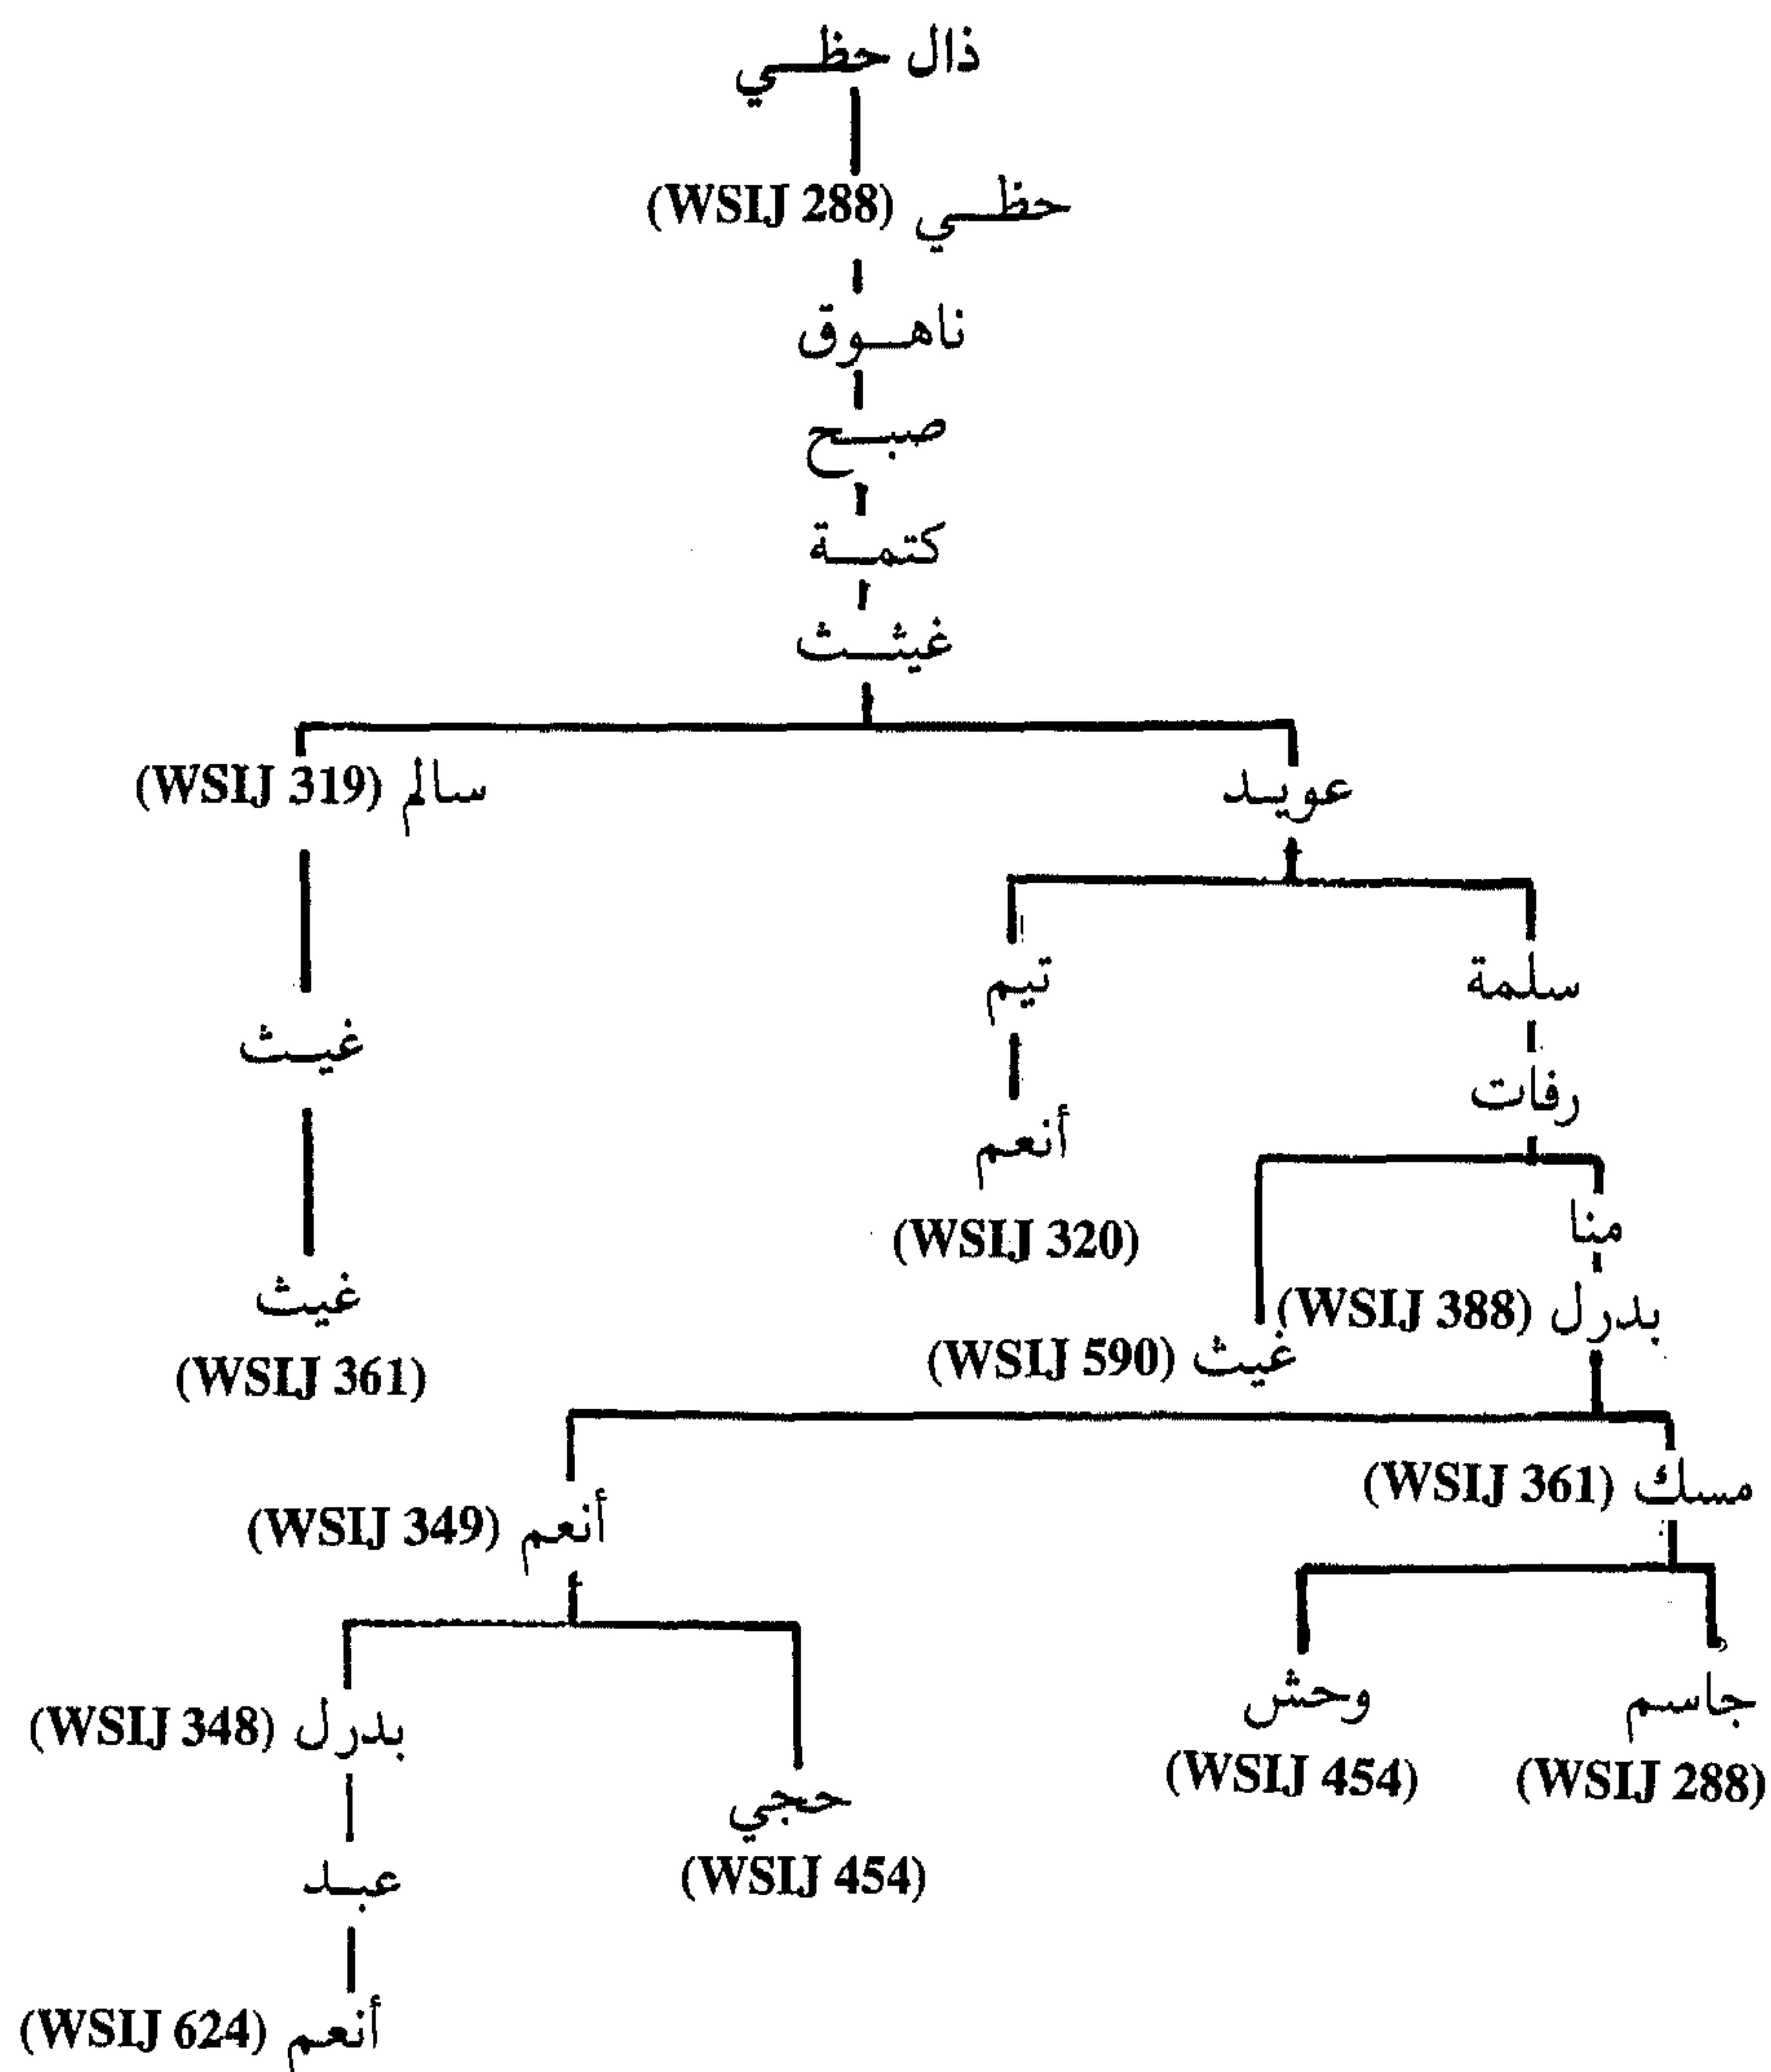 ذال حظي
حظي (WSIJ 288)
ناهوق
صبح
كتمة
غيث
عويد
سالم (WSIJ 319)
سلمة
تيم
غيث
رفات
أنعم
(WSIJ 320)
منا
بدرل (WSIJ 388)
غيث
(WSIJ 361)
غيث (WSIJ 590)
مسك (WSIJ 361)
أنعم (WSIJ 349)
جاسم
(WSIJ 288)
وحش
(WSIJ 454)
بدرل (WSIJ 348)
حجي
(WSIJ 454)
عبد
أنعم (WSIJ 624)